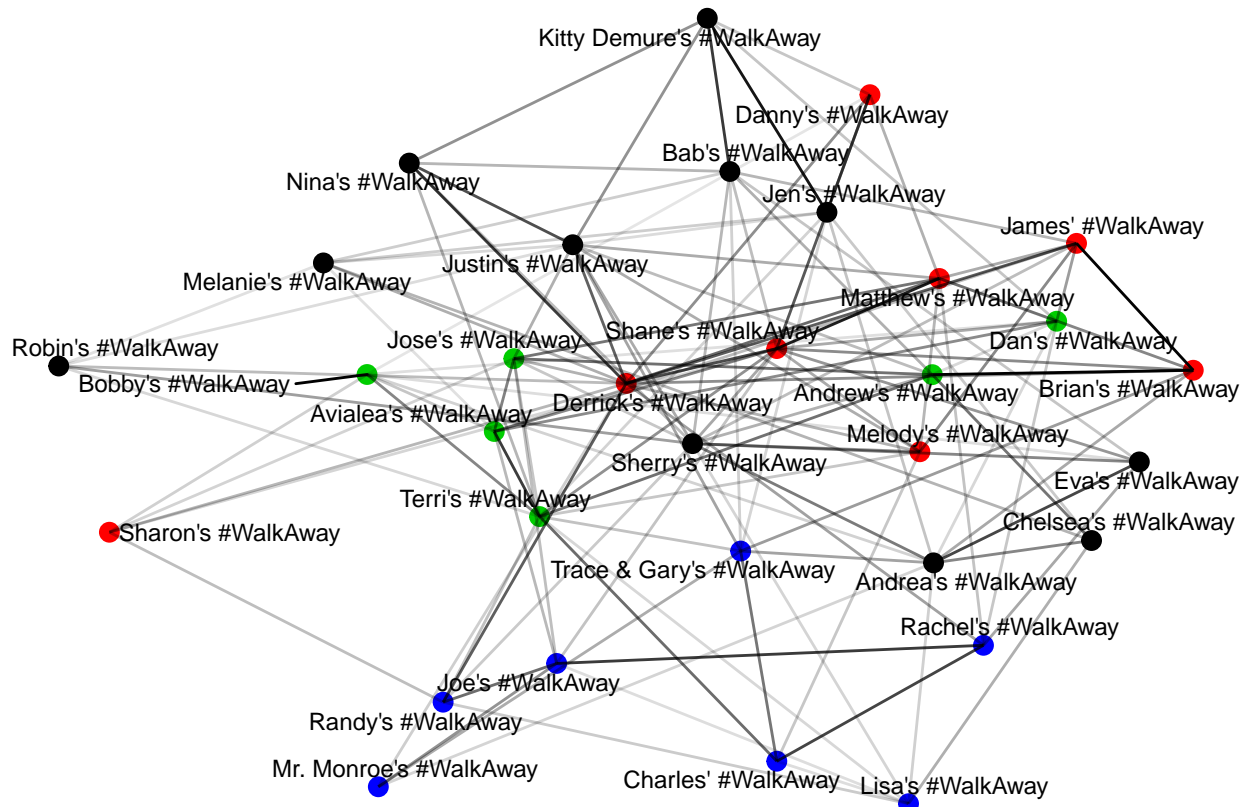 Kitty Demure's #WalkAway
Danny's #WalkAway
Bab's #WalkAway
Nina's #WalkAway
Jen's #WalkAway
James' #WalkAway
Justin's #WalkAway
Melanie's #WalkAway
Matthew's #WalkAway
Shane's #WalkAway
Jose's #WalkAway
Dan's #WalkAway
Robin's #WalkAway
Bobby's #WalkAway
Derrick's #WalkAway
Andrew's #WalkAway
Brian's #WalkAway
Avialea's #WalkAway
Melody's #WalkAway
Sherry's #WalkAway
Eva's #WalkAway
Terri's #WalkAway
Chelsea's #WalkAway
Sharon's #WalkAway
Trace & Gary's #WalkAway
Andrea's #WalkAway
Rachel's #WalkAway
Joe's #WalkAway
Randy's #WalkAway
Mr. Monroe's #WalkAway
Charles' #WalkAway
Lisa's #WalkAway